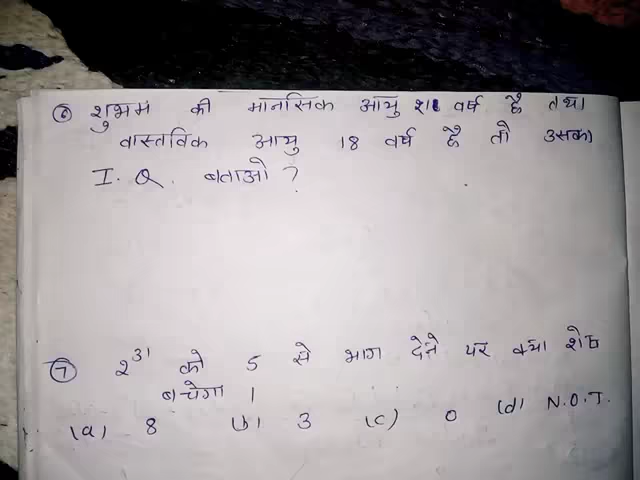 ⑥ शुभम की मानसिक आयु 21 वर्ष है तथा
वास्तविक आयु 18 वर्ष है तो उसका
I. Q. बताओ ?
⑦ 2³¹ को 5 से भाग देने पर क्या शेष
बचेगा ।
(a) 8 (b) 3 (c) 0 (d) N.O.T.